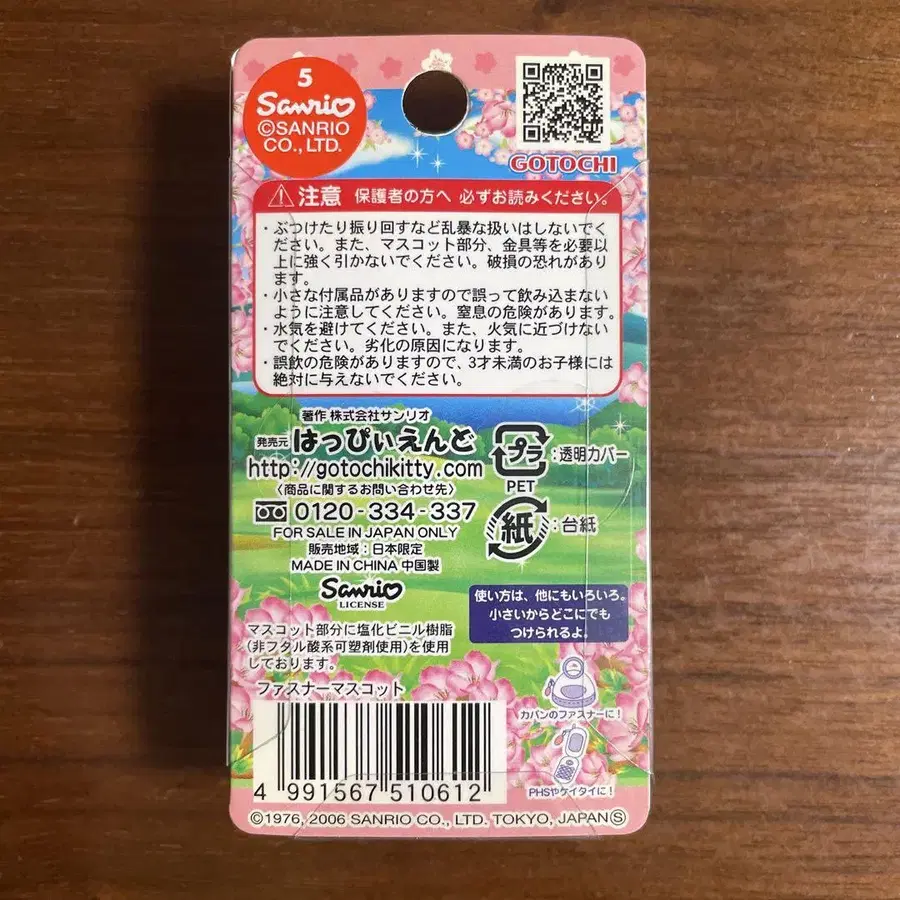 5
Sanrio
©SANRIO
CO., LTD.
GOTOCHI
注意 保護者の方へ 必ずお読みください。
・ぶつけたり振り回すなど乱暴な扱いはしないでく
ださい。また、マスコット部分、金具等を必要以
上に強く引かないでください。破損の恐れがあり
ます。
・小さな付属品がありますので誤って飲み込まない
ように注意してください。窒息の危険があります。
・水気を避けてください。また、火気に近づけない
でください。劣化の原因になります。
・誤飲の危険がありますので、3才未満のお子様には
絶対に与えないでください。
著作 株式会社サンリオ
発売元 はっぴぃえんど
http://gotochikitty.com
〈商品に関するお問い合わせ先〉
0120-334-337
FOR SALE IN JAPAN ONLY
販売地域:日本限定
MADE IN CHINA 中国製
Sanrio
LICENSE
プラ :透明カバー
PET
紙 :台紙
使い方は、他にもいろいろ。
小さいからどこにでも
つけられるよ。
マスコット部分に塩化ビニル樹脂
(非フタル酸系可塑剤使用)を使用
しております。
ファスナーマスコット
カバンのファスナーに!
PHSやケイタイに!
4 991567 510612
©1976, 2006 SANRIO CO., LTD. TOKYO, JAPAN Ⓢ